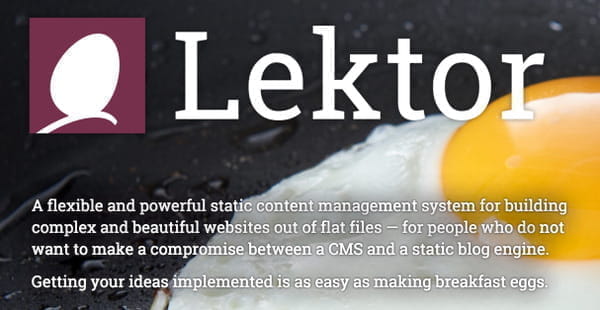 Lektor
A flexible and powerful static content management system for building
complex and beautiful websites out of flat files — for people who do not
want to make a compromise between a CMS and a static blog engine.
Getting your ideas implemented is as easy as making breakfast eggs.